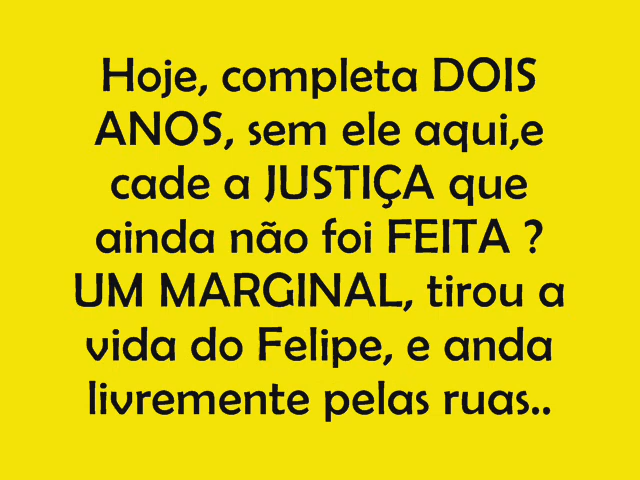 Hoje, completa DOIS
ANOS, sem ele aqui,e
cade a JUSTIÇA que
ainda não foi FEITA ?
UM MARGINAL, tirou a
vida do Felipe, e anda
livremente pelas ruas..